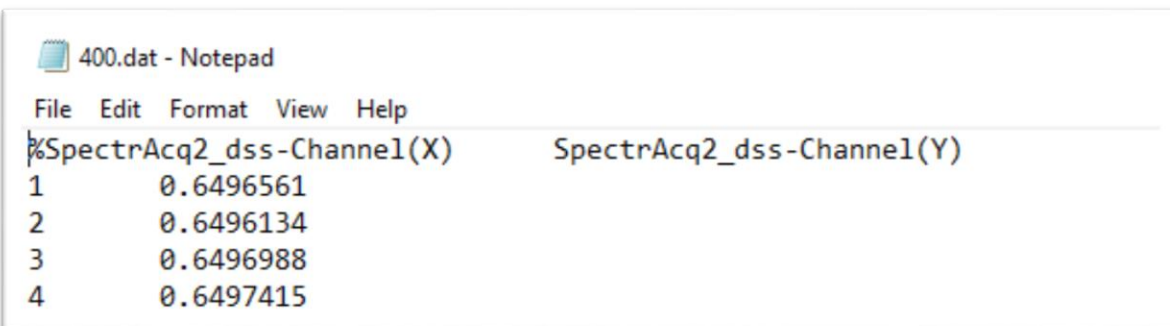 400.dat - Notepad
File Edit Format View Help
%SpectrAcq2_dss-Channel(X) SpectrAcq2_dss-Channel(Y)
1 0.6496561
2 0.6496134
3 0.6496988
4 0.6497415